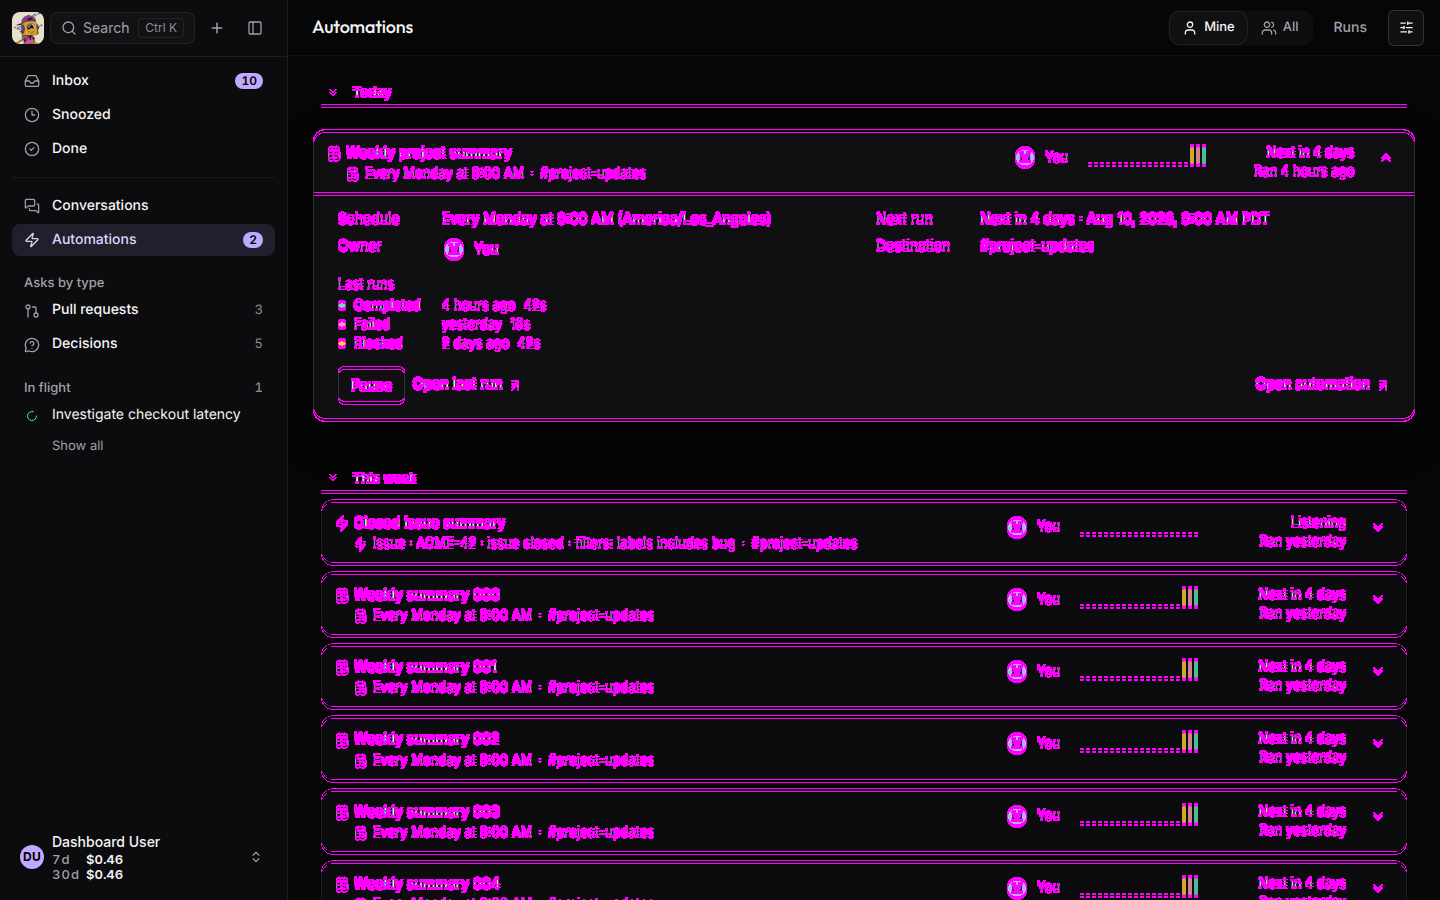 Search Ctrl K
Automations
Mine
All
Runs
Inbox 10
Snoozed
Done
Conversations
Automations 2
Asks by type
Pull requests 3
Decisions 5
In flight 1
Investigate checkout latency
Show all
Dashboard User
DU
7d $0.46
30d $0.46
Today
Weekly project summary
You
Next in 4 days
Every Monday at 9:00 AM · #project-updates
Ran 4 hours ago
Schedule Every Monday at 9:00 AM (America/Los_Angeles)
Next run Next in 4 days · Aug
Owner You
Destination #project-updates
Last runs
Completed 4 hours ago
Failed yesterday
Blocked days ago
Pause Open last run
Open automation
This week
Closed issue summary
You
Listening
Issue · ACME-42 · issue closed · filters: labels includes bug · #project-updates
Ran yesterday
Weekly summary 000
You
Next in 4 days
Every Monday at 9:00 AM · #project-updates
Ran yesterday
Weekly summary 001
You
Next in 4 days
Every Monday at 9:00 AM · #project-updates
Ran yesterday
Weekly summary 002
You
Next in 4 days
Every Monday at 9:00 AM · #project-updates
Ran yesterday
Weekly summary 003
You
Next in 4 days
Every Monday at 9:00 AM · #project-updates
Ran yesterday
Weekly summary 004
You
Next in 4 days